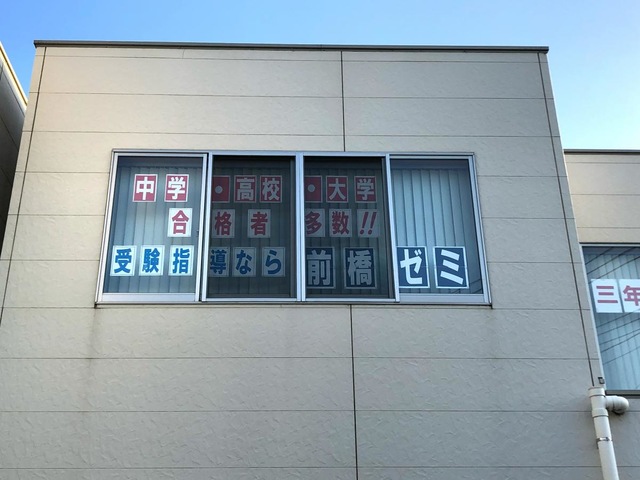 中学・高校・大学
合格者多数!!
受験指導なら前橋ゼミ
三年